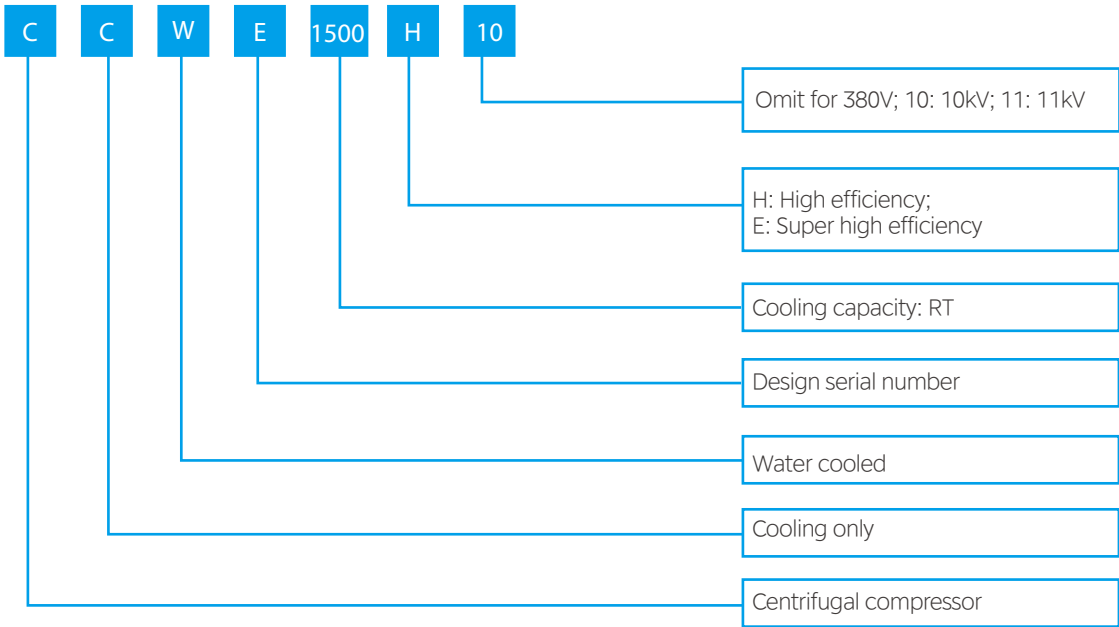 C C W E 1500 H 10
Omit for 380V; 10: 10kV; 11: 11kV
H: High efficiency;
E: Super high efficiency
Cooling capacity: RT
Design serial number
Water cooled
Cooling only
Centrifugal compressor